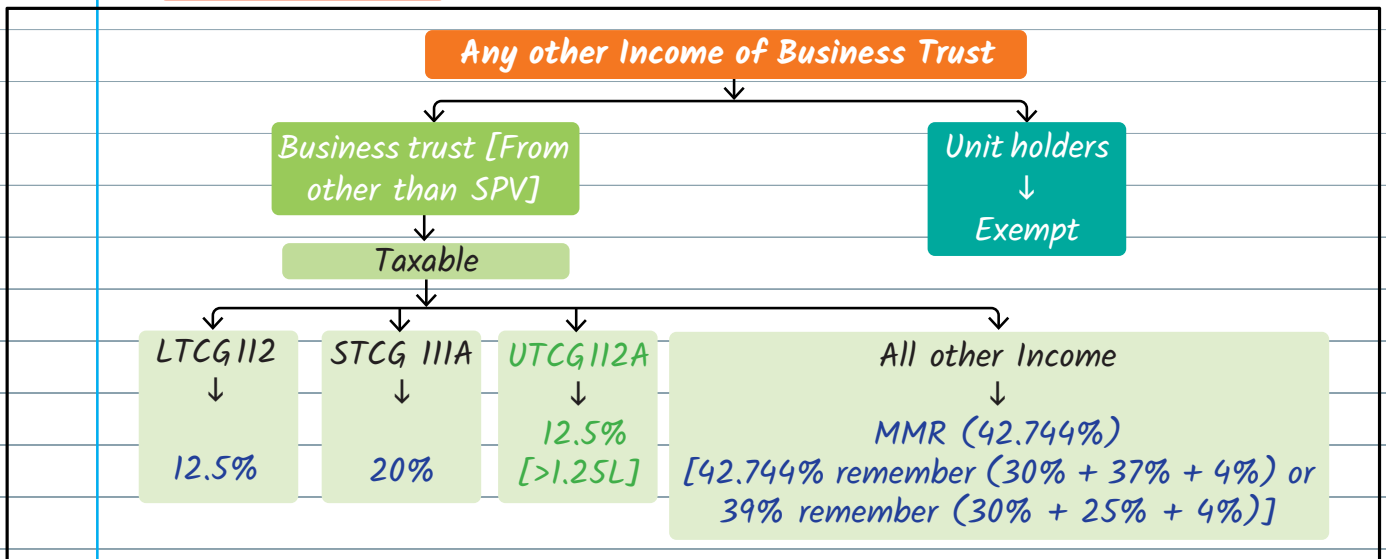 Any other Income of Business Trust
Business trust [From
other than SPV]
Unit holders
↓
Exempt
Taxable
LTCG 112
↓
12.5%
STCG 111A
↓
20%
UTCG112A
↓
12.5%
[>1.25L]
All other Income
↓
MMR (42.744%)
[42.744% remember (30% + 37% + 4%) or
39% remember (30% + 25% + 4%)]